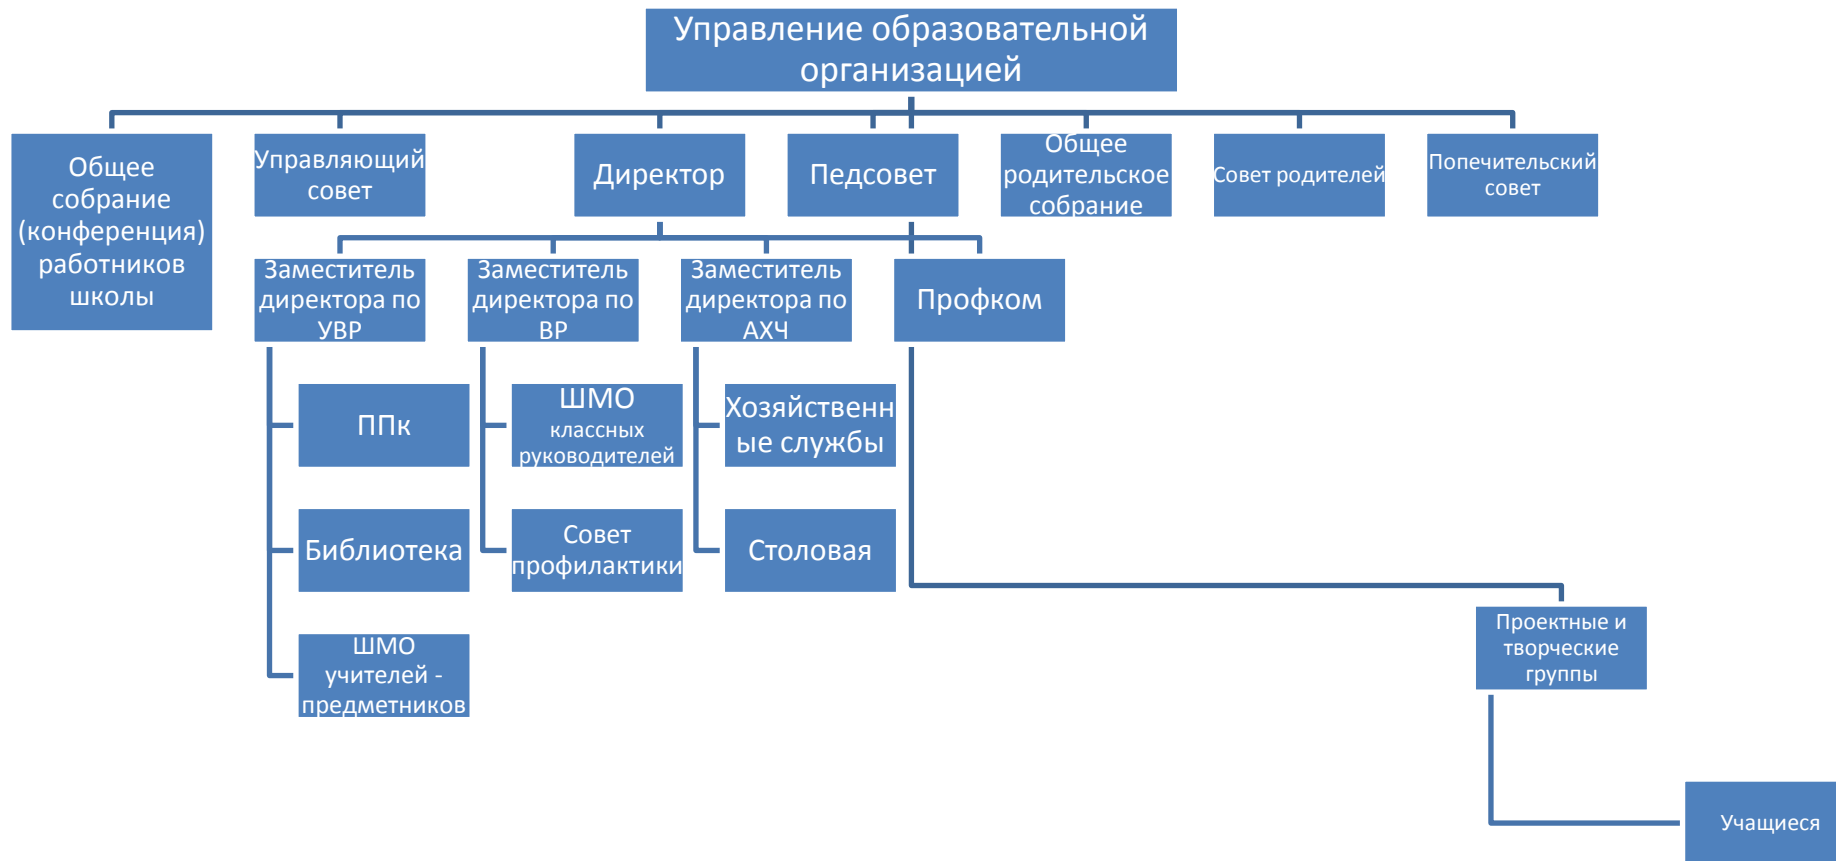 Управление образовательной
организацией
Общее
собрание
(конференция)
работников
школы
Управляющий
совет
Директор
Педсовет
Общее
родительское
собрание
Совет родителей
Попечительский
совет
Заместитель
директора по
УВР
Заместитель
директора по
ВР
Заместитель
директора по
АХЧ
Профком
ППк
ШМО
классных
руководителей
Хозяйственн
ые службы
Библиотека
Совет
профилактики
Столовая
ШМО
учителей -
предметников
Проектные и
творческие
группы
Учащиеся